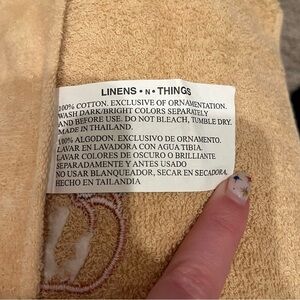 LINENS • N • THINGS
100% COTTON. EXCLUSIVE OF ORNAMENTATION.
WASH DARK/BRIGHT COLORS SEPARATELY
AND BEFORE USE. DO NOT BLEACH, TUMBLE DRY.
MADE IN THAILAND.
100% ALGODON. EXCLUSIVO DE ORNAMENTO.
LAVAR EN LAVADORA CON AGUA TIBIA.
LAVAR COLORES DE OSCURO O BRILLANTE
SEPARADAMENTE Y ANTES USADO
NO USAR BLANQUEADOR, SECAR EN SECADORA,
HECHO EN TAILANDIA